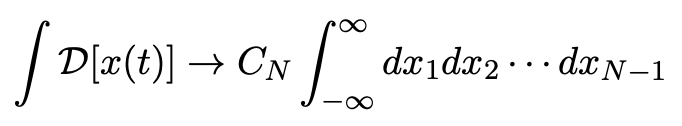 ∫ 𝒟[x(t)] → C_N ∫_{-∞}^{∞} dx_1 dx_2 ⋯ dx_{N-1}